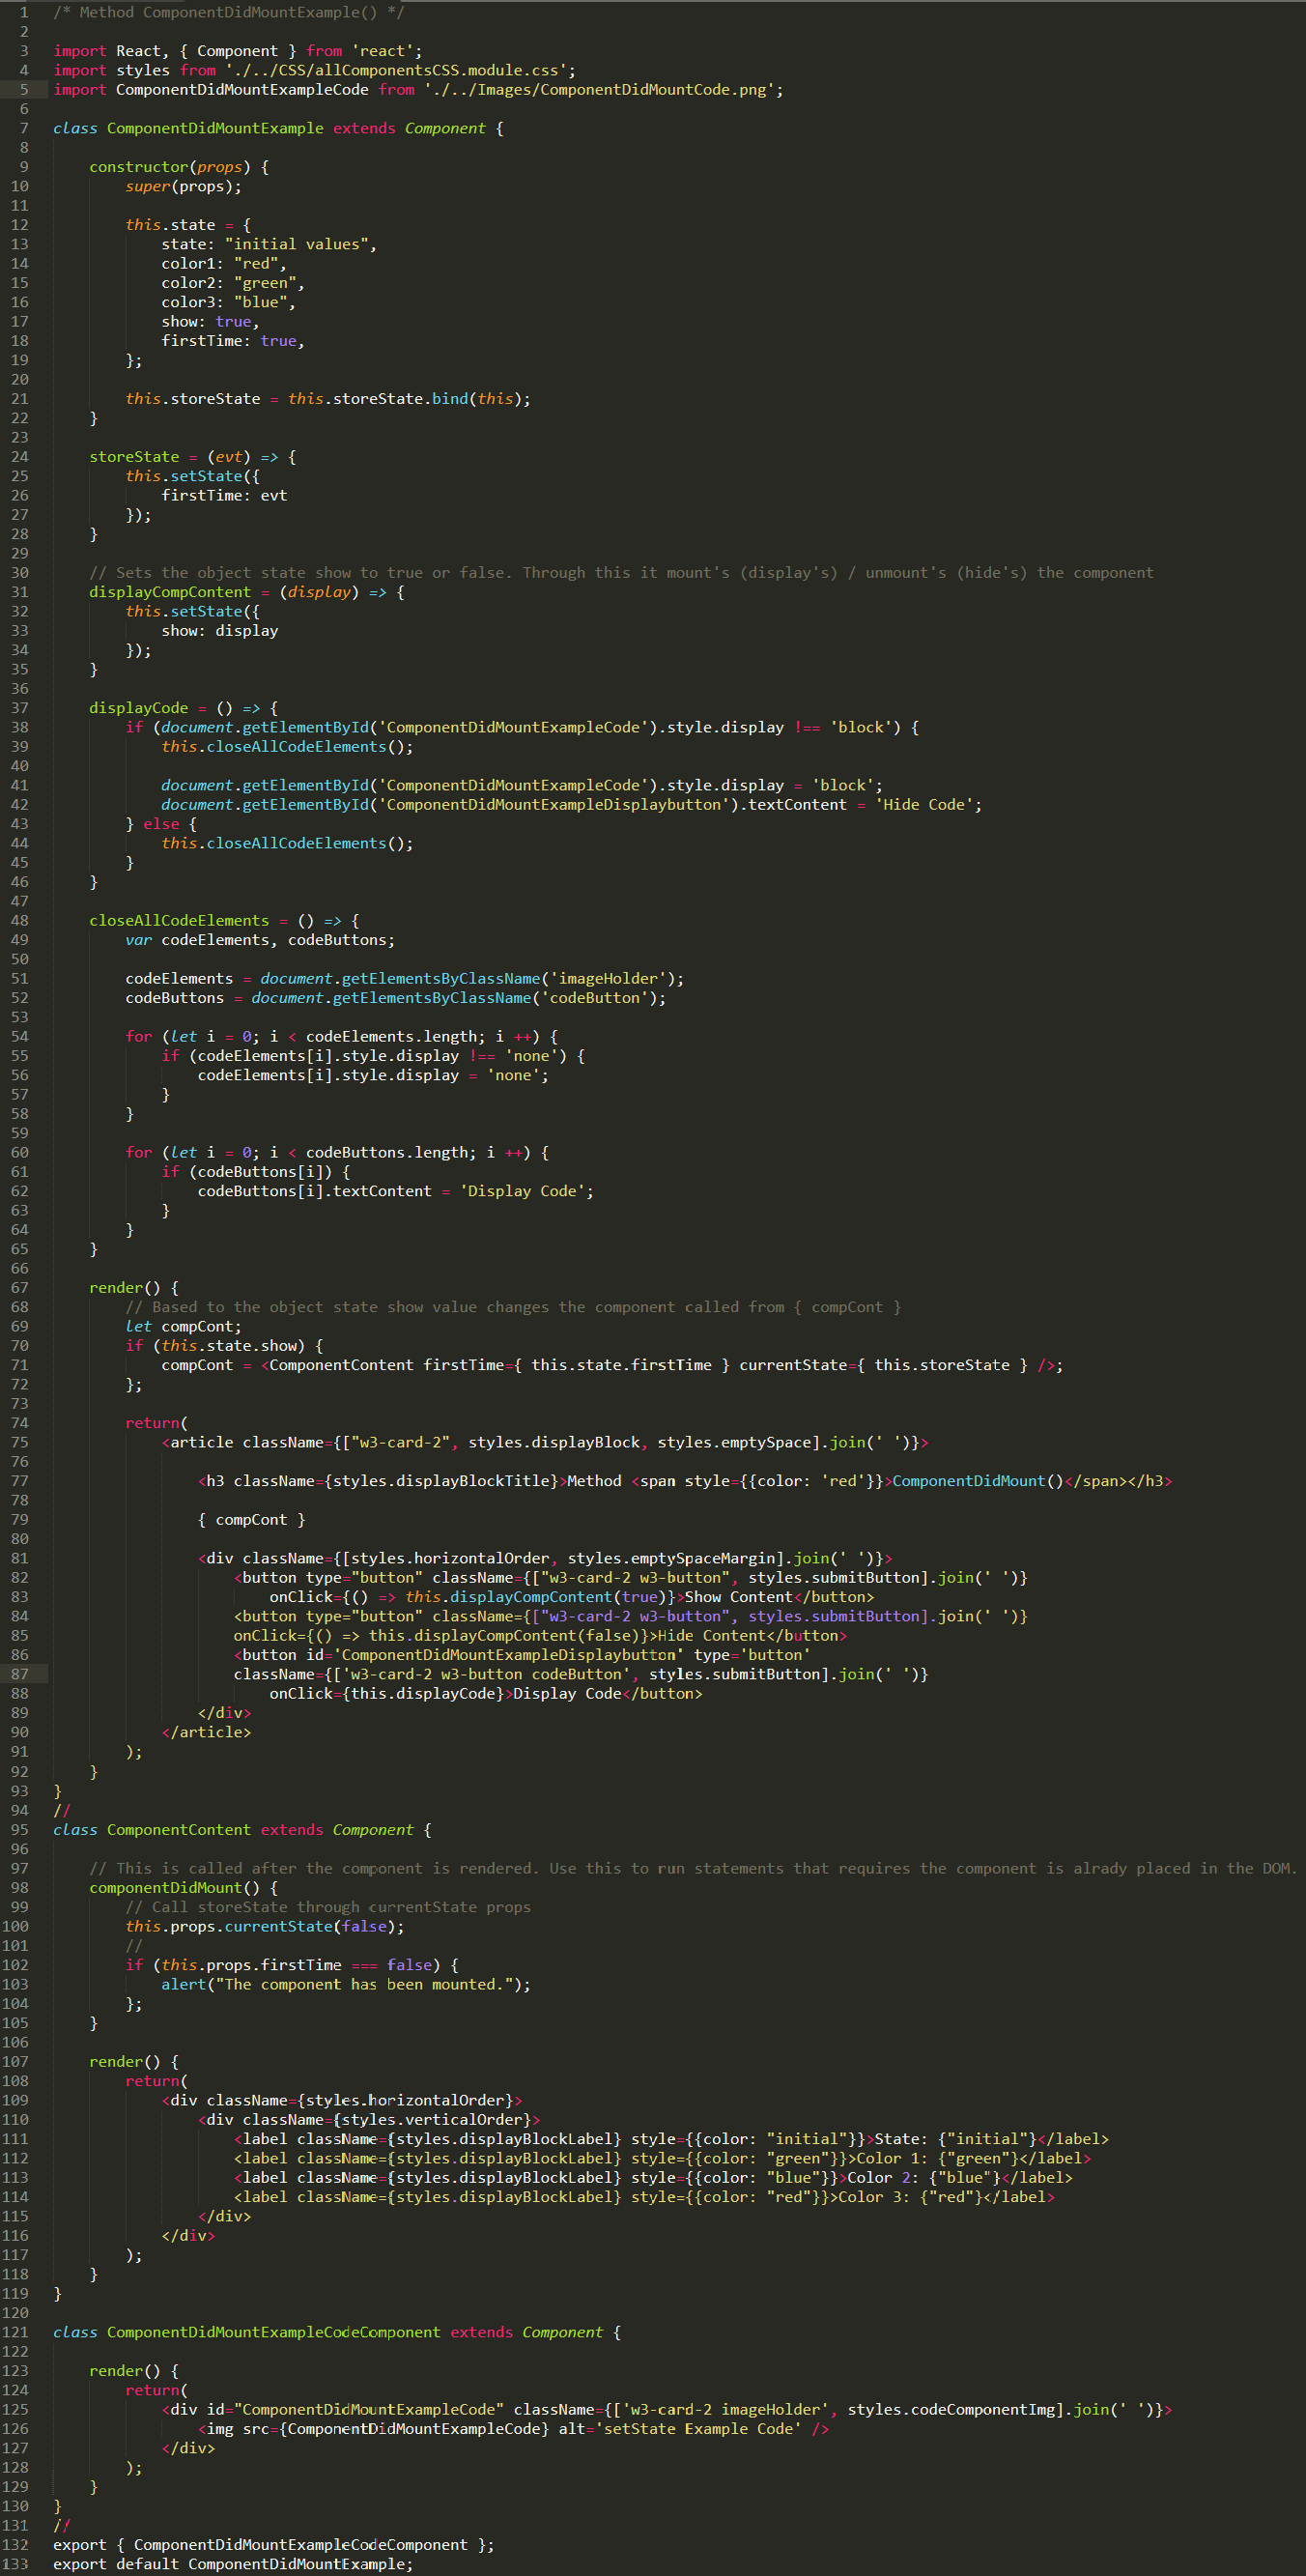 1 /* Method ComponentDidMountExample() */
2
3 import React, { Component } from 'react';
4 import styles from './../CSS/allComponentsCSS.module.css';
5 import ComponentDidMountExampleCode from './../Images/ComponentDidMountCode.png';
6
7 class ComponentDidMountExample extends Component {
8
9     constructor(props) {
10         super(props);
11
12         this.state = {
13             state: "initial values",
14             color1: "red",
15             color2: "green",
16             color3: "blue",
17             show: true,
18             firstTime: true,
19         };
20
21         this.storeState = this.storeState.bind(this);
22     }
23
24     storeState = (evt) => {
25         this.setState({
26             firstTime: evt
27         });
28     }
29
30     // Sets the object state show to true or false. Through this it mount's (display's) / unmount's (hide's) the component
31     displayCompContent = (display) => {
32         this.setState({
33             show: display
34         });
35     }
36
37     displayCode = () => {
38         if (document.getElementById('ComponentDidMountExampleCode').style.display !== 'block') {
39             this.closeAllCodeElements();
40
41             document.getElementById('ComponentDidMountExampleCode').style.display = 'block';
42             document.getElementById('ComponentDidMountExampleDisplaybutton').textContent = 'Hide Code';
43         } else {
44             this.closeAllCodeElements();
45         }
46     }
47
48     closeAllCodeElements = () => {
49         var codeElements, codeButtons;
50
51         codeElements = document.getElementsByClassName('imageHolder');
52         codeButtons = document.getElementsByClassName('codeButton');
53
54         for (let i = 0; i < codeElements.length; i ++) {
55             if (codeElements[i].style.display !== 'none') {
56                 codeElements[i].style.display = 'none';
57             }
58         }
59
60         for (let i = 0; i < codeButtons.length; i ++) {
61             if (codeButtons[i]) {
62                 codeButtons[i].textContent = 'Display Code';
63             }
64         }
65     }
66
67     render() {
68         // Based to the object state show value changes the component called from { compCont }
69         let compCont;
70         if (this.state.show) {
71             compCont = <ComponentContent firstTime={ this.state.firstTime } currentState={ this.storeState } />;
72         };
73
74         return(
75             <article className={["w3-card-2", styles.displayBlock, styles.emptySpace].join(' ')}>
76
77                 <h3 className={styles.displayBlockTitle}>Method <span style={{color: 'red'}}>ComponentDidMount()</span></h3>
78
79                 { compCont }
80
81                 <div className={[styles.horizontalOrder, styles.emptySpaceMargin].join(' ')}>
82                     <button type="button" className={["w3-card-2 w3-button", styles.submitButton].join(' ')}
83                         onClick={() => this.displayCompContent(true)}>Show Content</button>
84                     <button type="button" className={["w3-card-2 w3-button", styles.submitButton].join(' ')}
85                     onClick={() => this.displayCompContent(false)}>Hide Content</button>
86                     <button id='ComponentDidMountExampleDisplaybutton' type='button'
87                     className={['w3-card-2 w3-button codeButton', styles.submitButton].join(' ')}
88                         onClick={this.displayCode}>Display Code</button>
89                 </div>
90             </article>
91         );
92     }
93 }
94 //
95 class ComponentContent extends Component {
96
97     // This is called after the component is rendered. Use this to run statements that requires the component is alrady placed in the DOM.
98     componentDidMount() {
99         // Call storeState through currentState props
100         this.props.currentState(false);
101         //
102         if (this.props.firstTime === false) {
103             alert("The component has been mounted.");
104         };
105     }
106
107     render() {
108         return(
109             <div className={styles.horizontalOrder}>
110                 <div className={styles.verticalOrder}>
111                     <label className={styles.displayBlockLabel} style={{color: "initial"}}>State: {"initial"}</label>
112                     <label className={styles.displayBlockLabel} style={{color: "green"}}>Color 1: {"green"}</label>
113                     <label className={styles.displayBlockLabel} style={{color: "blue"}}>Color 2: {"blue"}</label>
114                     <label className={styles.displayBlockLabel} style={{color: "red"}}>Color 3: {"red"}</label>
115                 </div>
116             </div>
117         );
118     }
119 }
120
121 class ComponentDidMountExampleCodeComponent extends Component {
122
123     render() {
124         return(
125             <div id="ComponentDidMountExampleCode" className={['w3-card-2 imageHolder', styles.codeComponentImg].join(' ')}>
126                 <img src={ComponentDidMountExampleCode} alt='setState Example Code' />
127             </div>
128         );
129     }
130 }
131 //
132 export { ComponentDidMountExampleCodeComponent };
133 export default ComponentDidMountExample;